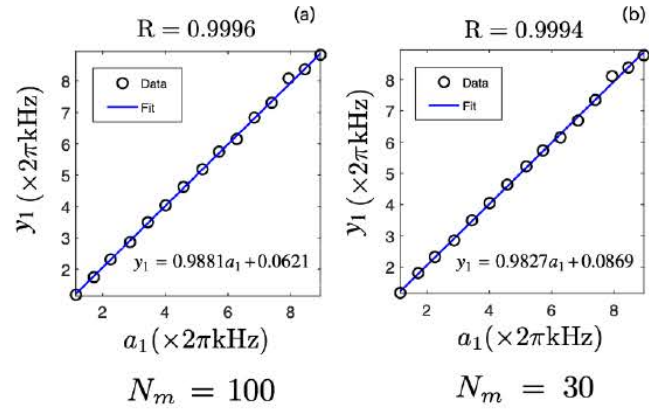 (a)
R = 0.9996
Data
Fit
y₁ (×2πkHz)
8
7
6
5
4
3
2
y₁ = 0.9881a₁+0.0621
2 4 6 8
a₁(×2πkHz)
Nₘ = 100
(b)
R = 0.9994
Data
Fit
y₁ (×2πkHz)
8
7
6
5
4
3
2
y₁ = 0.9827a₁+0.0869
2 4 6 8
a₁(×2πkHz)
Nₘ = 30